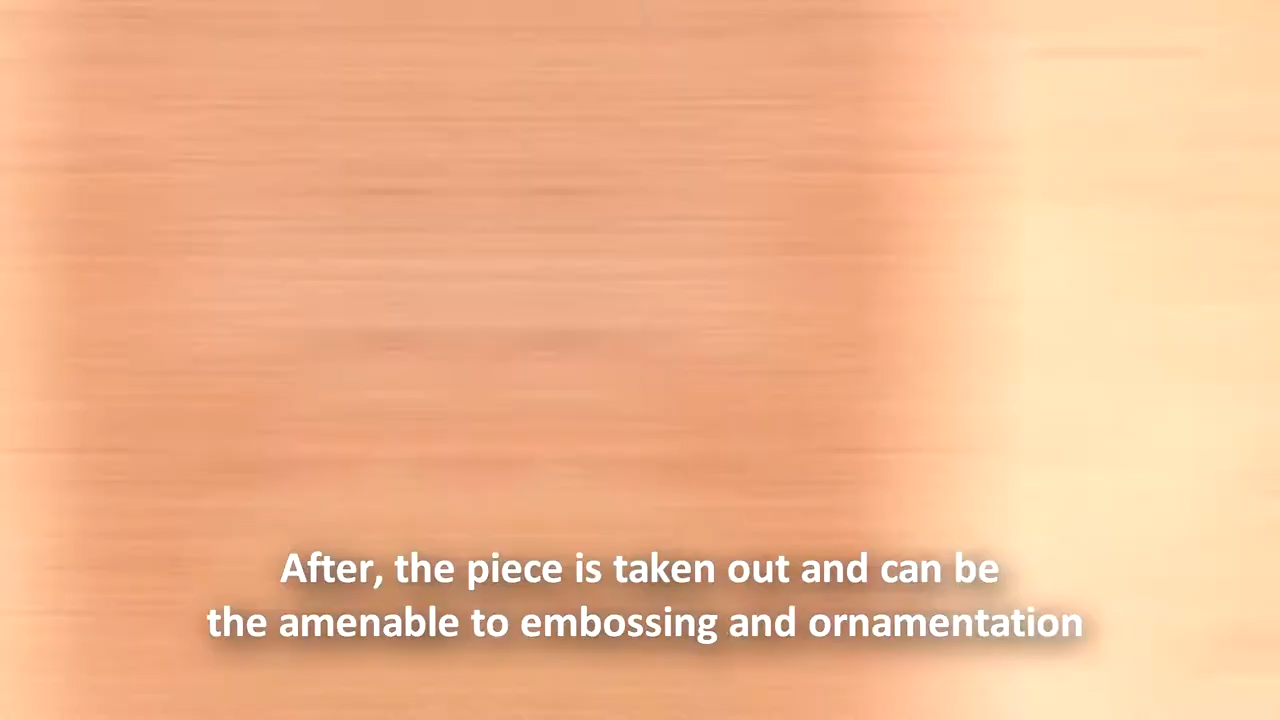 After, the piece is taken out and can be
the amenable to embossing and ornamentation